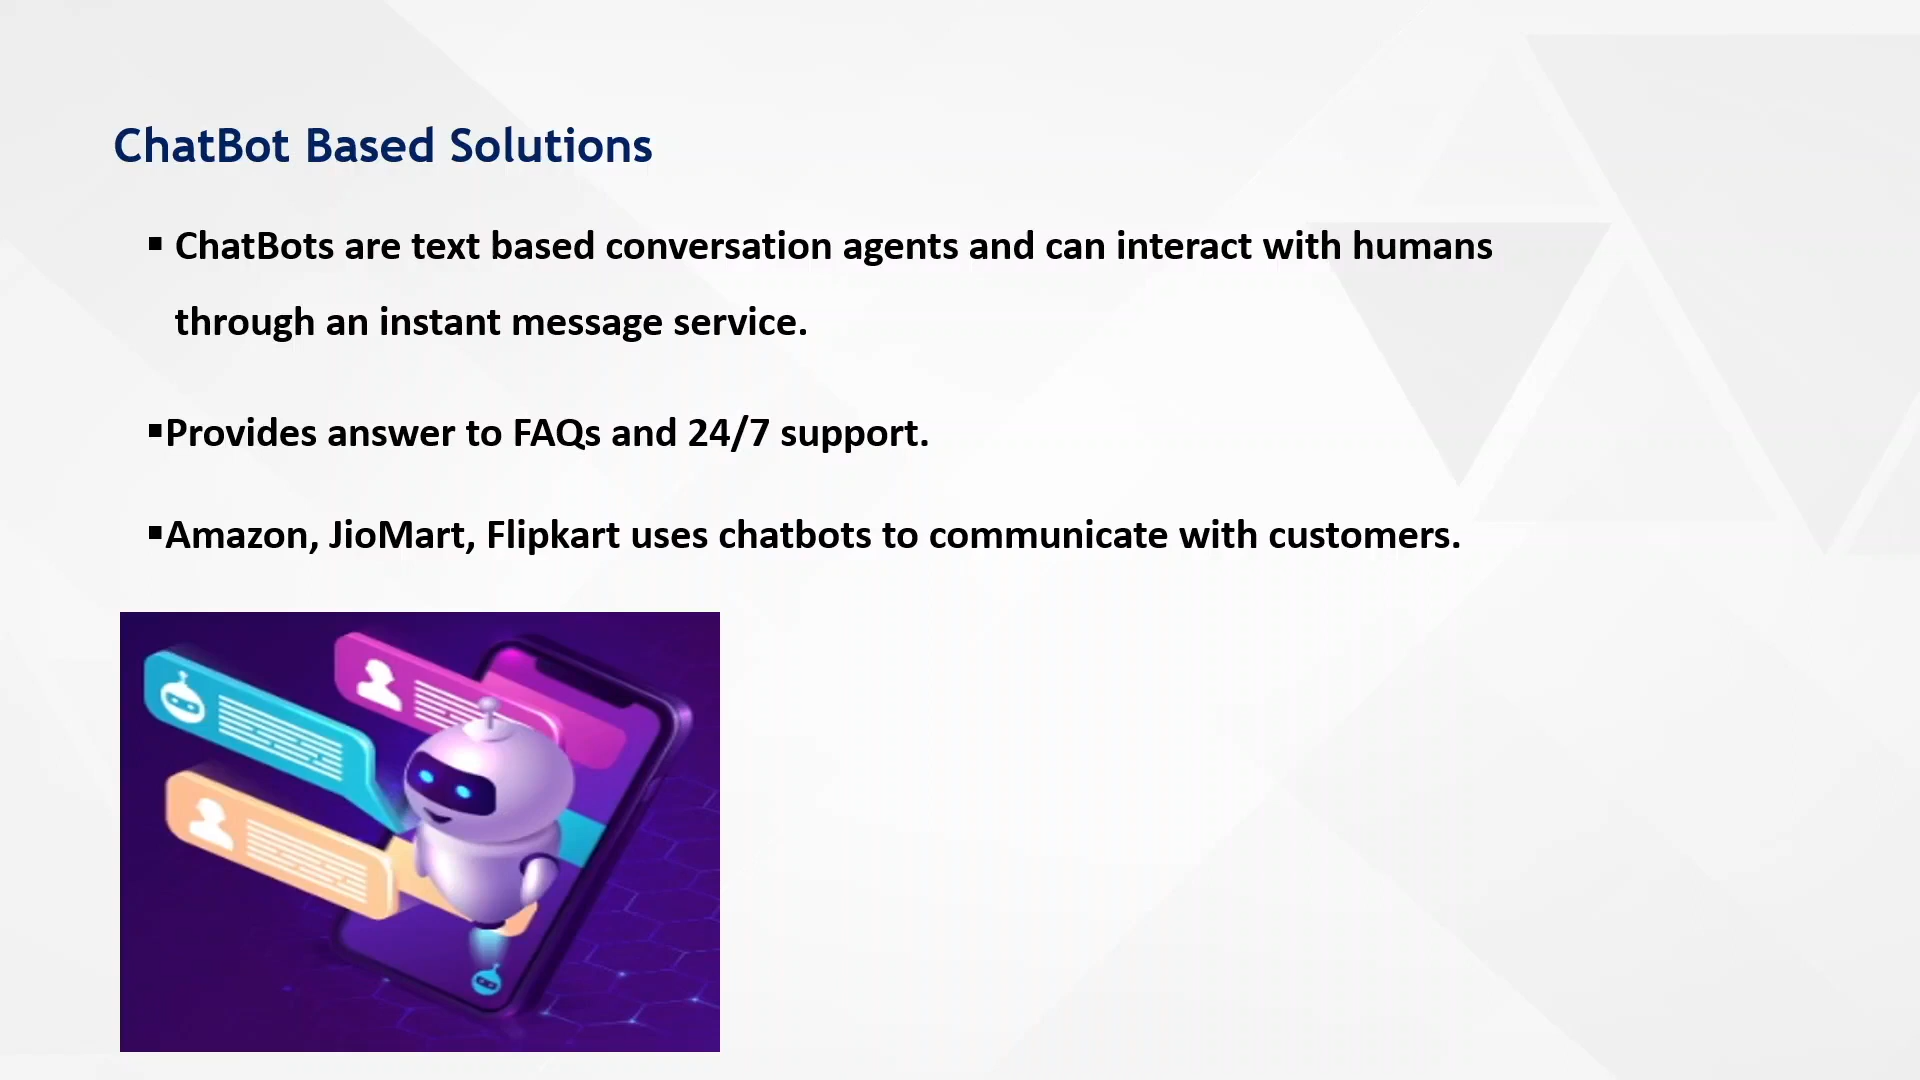 ChatBot Based Solutions
▪ ChatBots are text based conversation agents and can interact with humans
through an instant message service.
▪Provides answer to FAQs and 24/7 support.
▪Amazon, JioMart, Flipkart uses chatbots to communicate with customers.